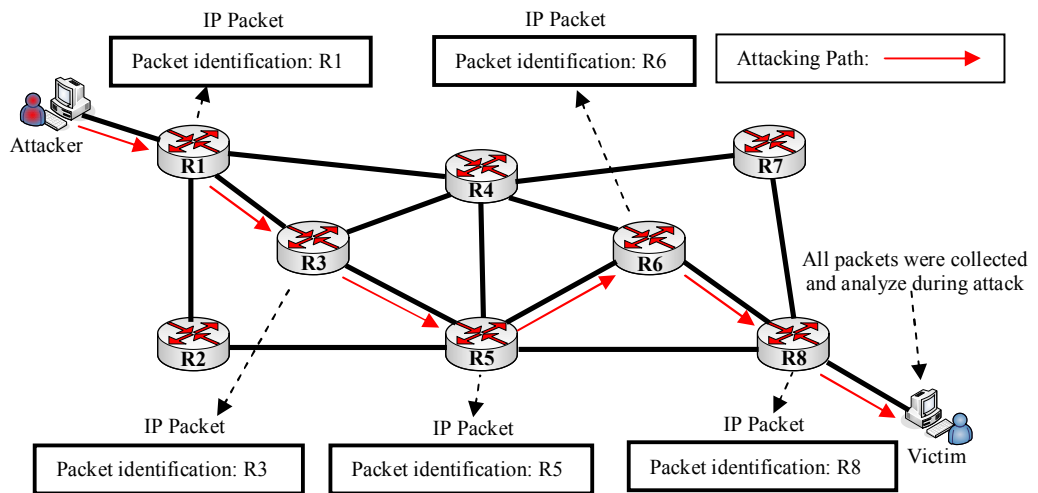 IP Packet
IP Packet
Packet identification: R1
Packet identification: R6
Attacking Path:
Attacker
R1
R4
R7
R3
R6
All packets were collected
and analyze during attack
R2
R5
R8
IP Packet
IP Packet
IP Packet
Packet identification: R3
Packet identification: R5
Packet identification: R8
Victim